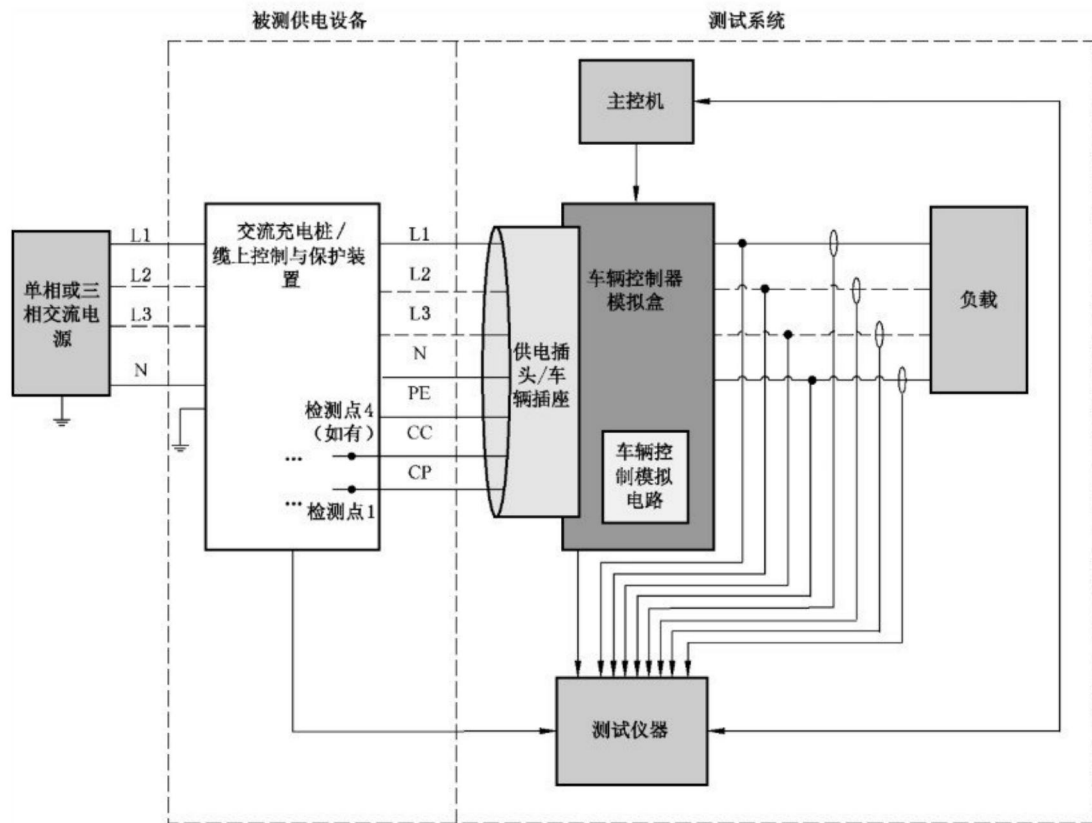 被测供电设备
测试系统
主控机
单相或三
相交流电
源
L1
L2
L3
N
交流充电桩/
缆上控制与保护装
置
检测点4
（如有）
...
...
检测点1
L1
L2
L3
N
PE
CC
CP
供电插
头/车
辆插座
车辆控制器
模拟盒
车辆控
制模拟
电路
负载
测试仪器